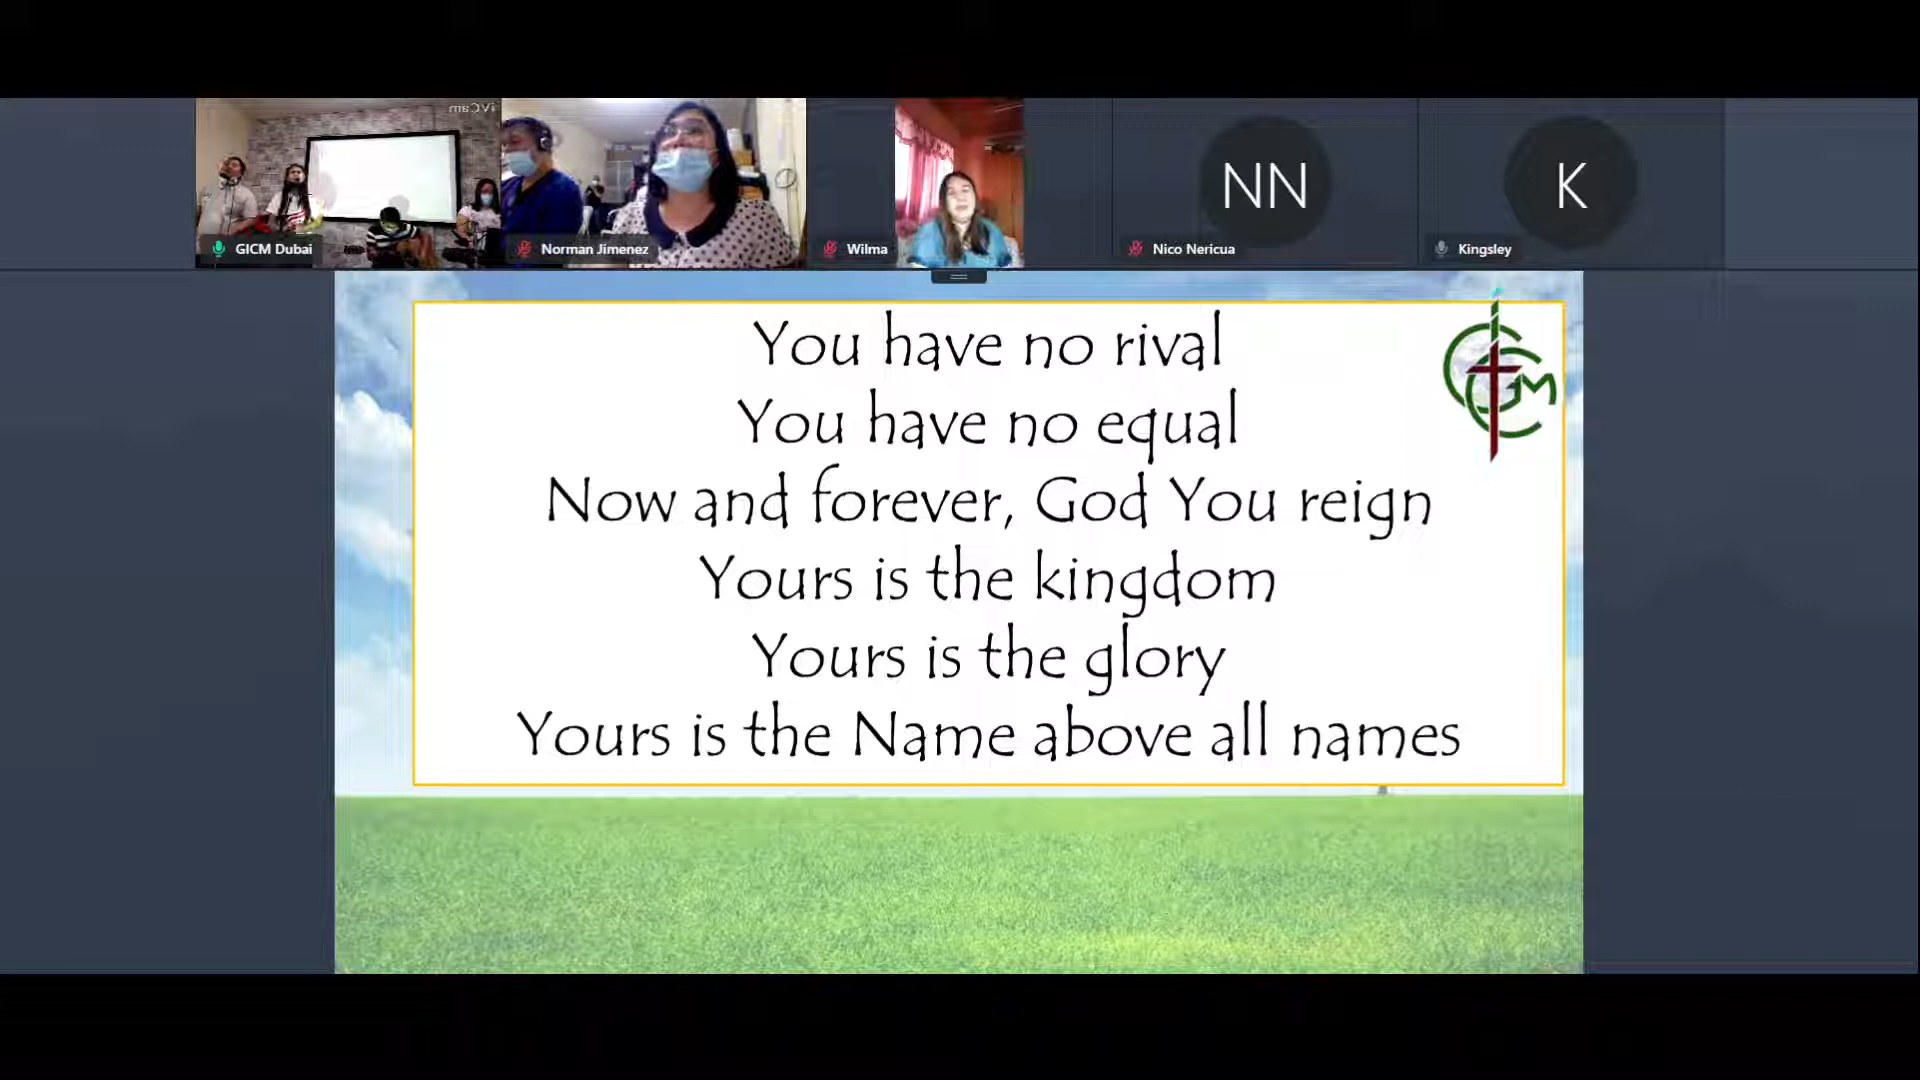 iVCam
GICM Dubai
Norman Jimenez
Wilma
NN
Nico Nericua
K
Kingsley
You have no rival
You have no equal
Now and forever, God You reign
Yours is the kingdom
Yours is the glory
Yours is the Name above all names